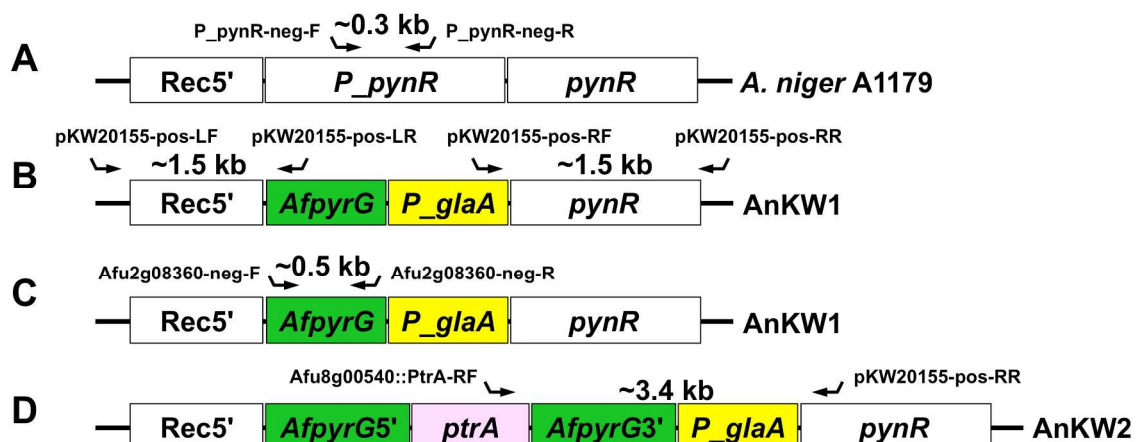 P_pynR-neg-F ~0.3 kb P_pynR-neg-R
A Rec5' P_pynR pynR A. niger A1179
pKW20155-pos-LF pKW20155-pos-LR pKW20155-pos-RF pKW20155-pos-RR
~1.5 kb ~1.5 kb
B Rec5' AfpyrG P_glaA pynR AnKW1
Afu2g08360-neg-F ~0.5 kb Afu2g08360-neg-R
C Rec5' AfpyrG P_glaA pynR AnKW1
Afu8g00540::PtrA-RF ~3.4 kb pKW20155-pos-RR
D Rec5' AfpyrG5' ptrA AfpyrG3' P_glaA pynR AnKW2